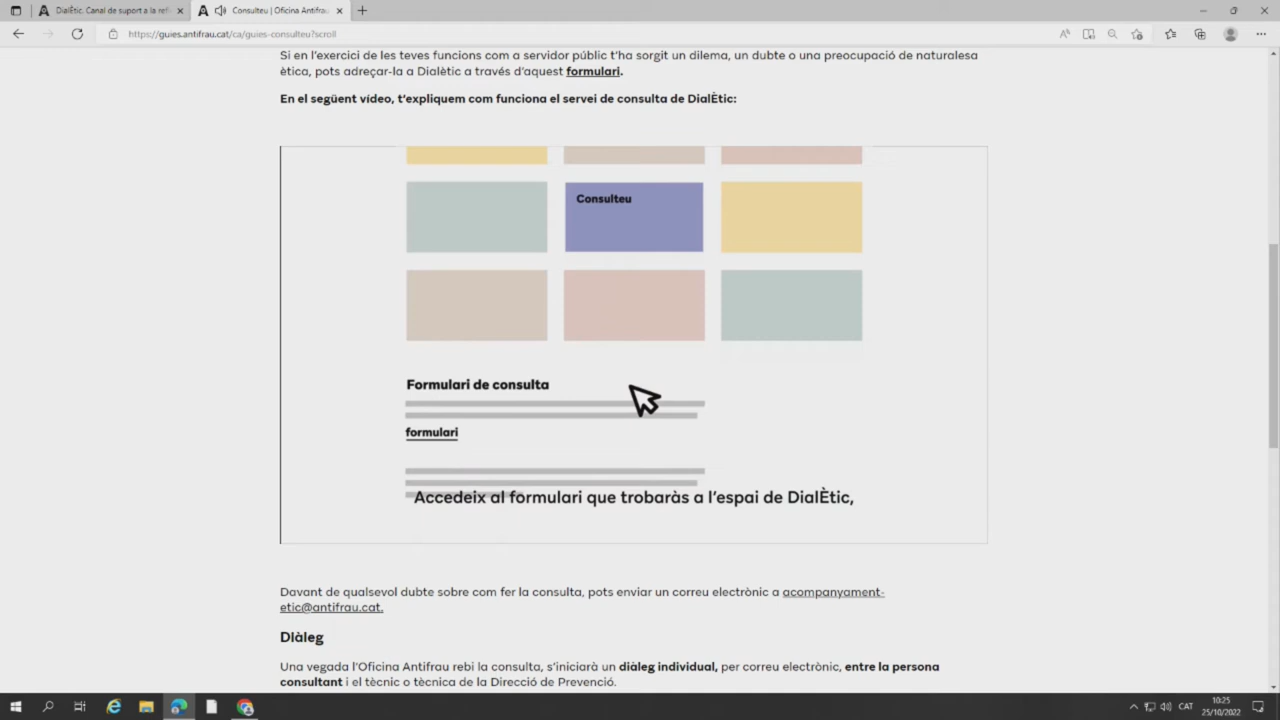 DialÈtic. Canal de suport a la refl
Consulteu | Oficina Antifrau
https://guies.antifrau.cat/ca/guies-consulteu?scroll
Si en l'exercici de les teves funcions com a servidor públic t'ha sorgit un dilema, un dubte o una preocupació de naturalesa
ètica, pots adreçar-la a Dialètic a través d'aquest formulari.
En el següent vídeo, t'expliquem com funciona el servei de consulta de DialÈtic:
Consulteu
Formulari de consulta
formulari
Accedeix al formulari que trobaràs a l'espai de DialÈtic,
Davant de qualsevol dubte sobre com fer la consulta, pots enviar un correu electrònic a acompanyament-
etic@antifrau.cat.
Diàleg
Una vegada l'Oficina Antifrau rebi la consulta, s'iniciarà un diàleg individual, per correu electrònic, entre la persona
consultant i el tècnic o tècnica de la Direcció de Prevenció.
CAT
10:25
25/10/2022